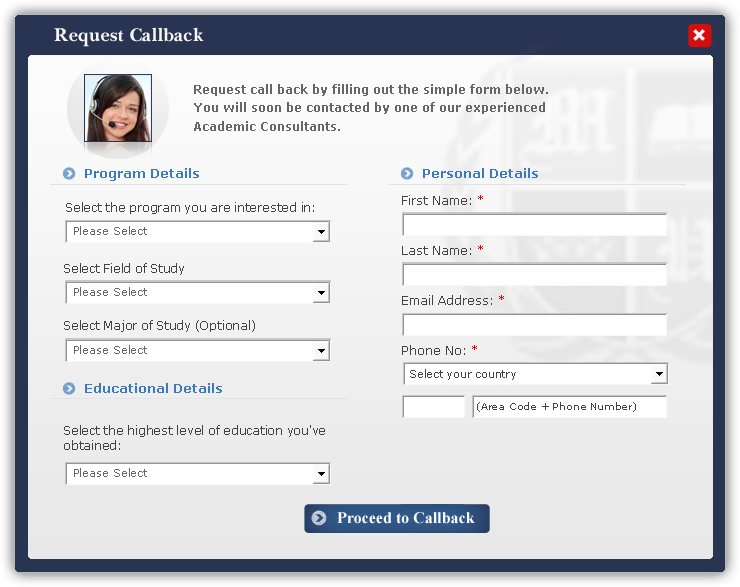 Request Callback
Request call back by filling out the simple form below.
You will soon be contacted by one of our experienced
Academic Consultants.
Program Details
Select the program you are interested in:
Please Select
Select Field of Study
Please Select
Select Major of Study (Optional)
Please Select
Educational Details
Select the highest level of education you've
obtained:
Please Select
Personal Details
First Name: *
Last Name: *
Email Address: *
Phone No: *
Select your country
(Area Code + Phone Number)
Proceed to Callback